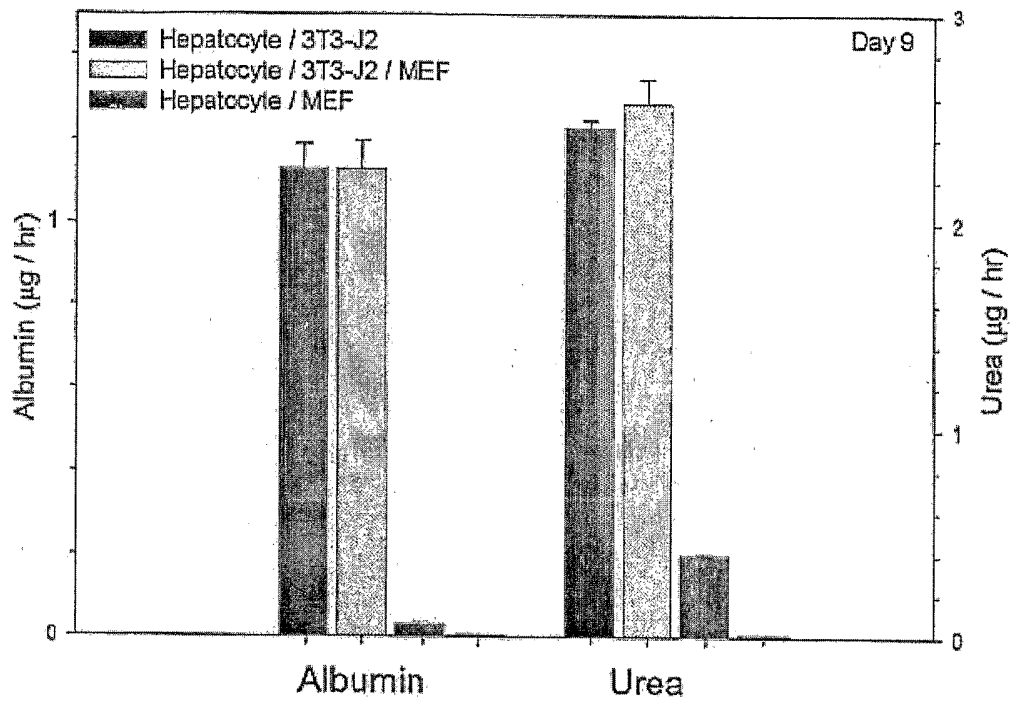 Hepatocyte / 3T3-J2
Hepatocyte / 3T3-J2 / MEF
Hepatocyte / MEF
Day 9
3
2
1
0
Urea (µg / hr)
1
0
Albumin (µg / hr)
Albumin
Urea